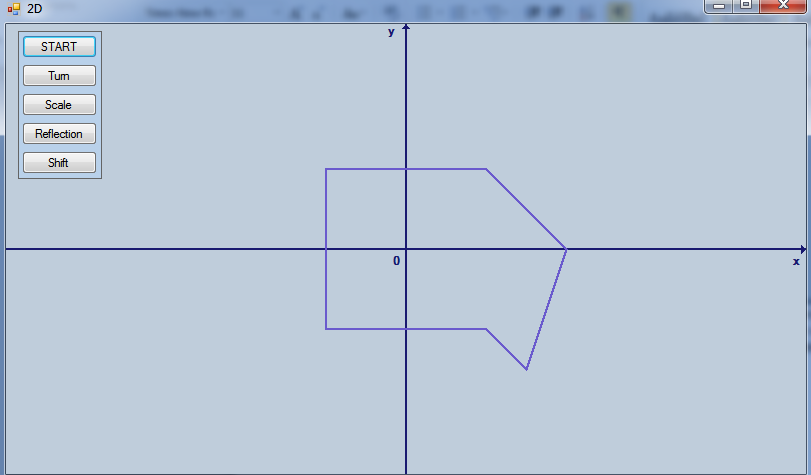 2D
START
Turn
Scale
Reflection
Shift
y
0
x